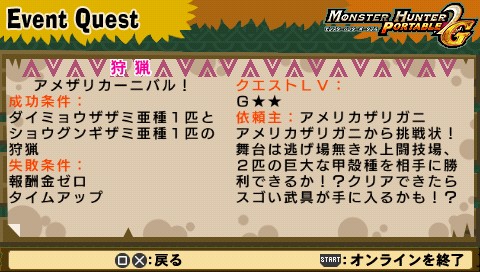 Event Quest
MONSTER HUNTER
PORTABLE 2nd
G
狩猟
アメザリカーニバル！
成功条件：
ダイミョウザザミ亜種１匹と
ショウグンギザミ亜種１匹の
狩猟
失敗条件：
報酬金ゼロ
タイムアップ
クエストＬＶ：
Ｇ★★
依頼主：アメリカザリガニ
アメリカザリガニから挑戦状！
舞台は逃げ場無き水上闘技場、
２匹の巨大な甲殻種を相手に勝
利できるか！？クリアできたら
スゴい武具が手に入るかも！？
:戻る
START:オンラインを終了